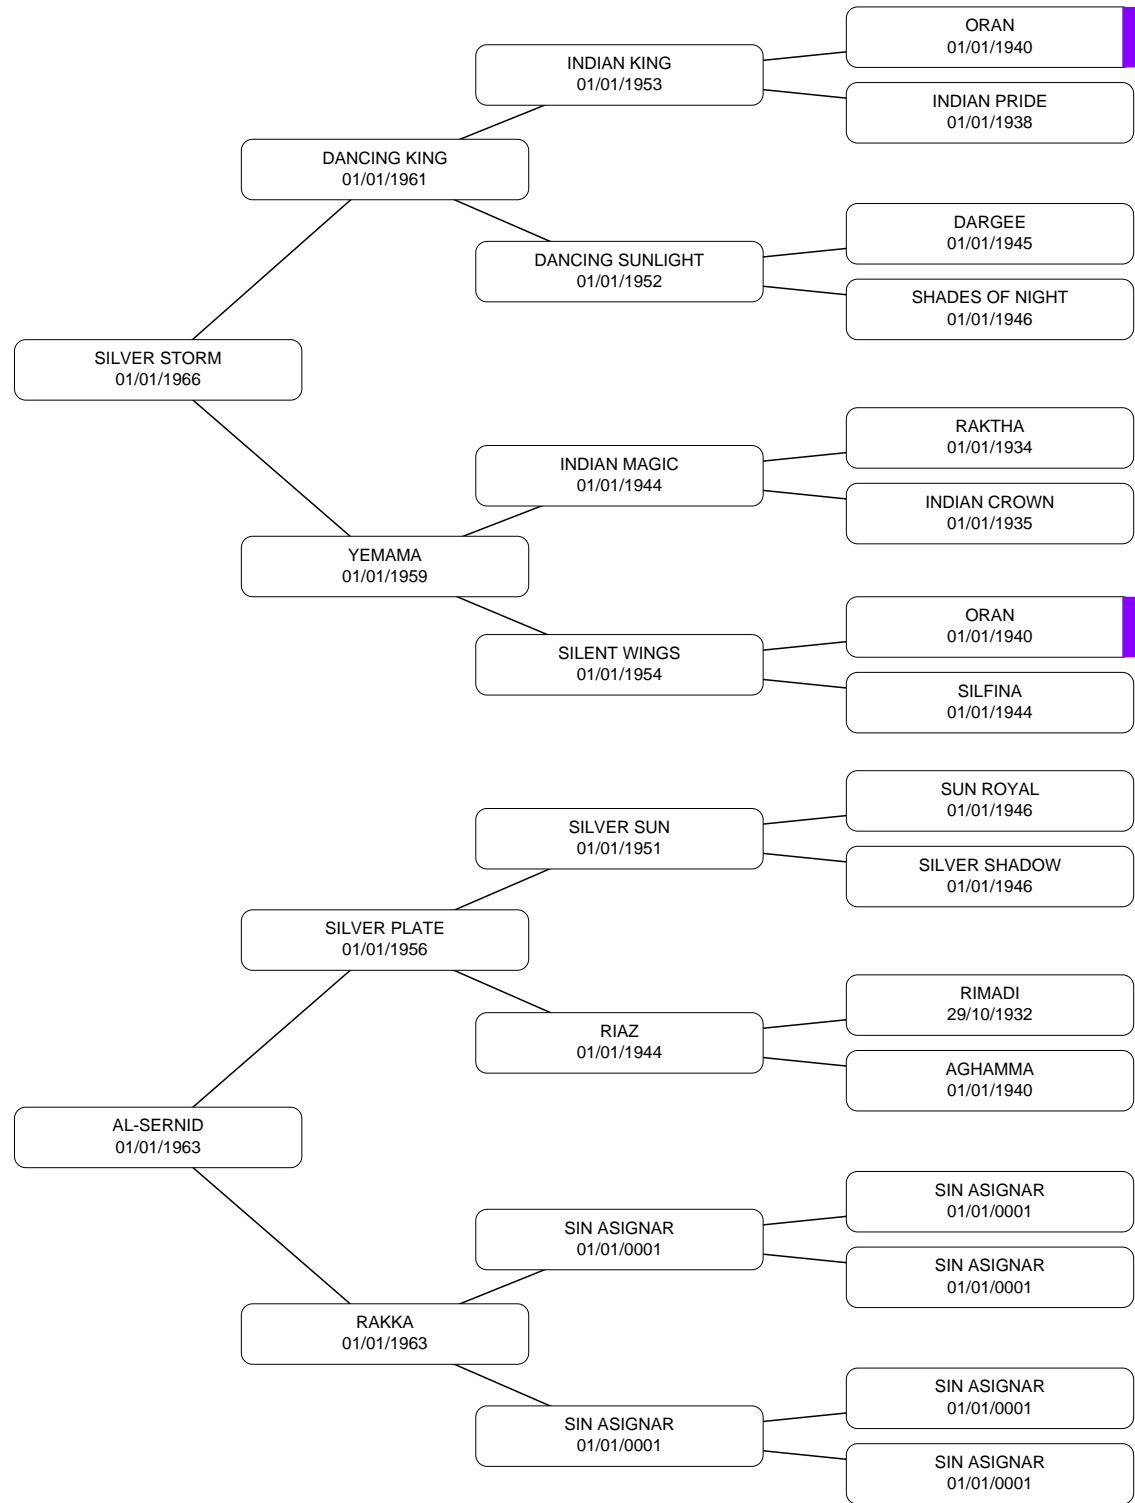 ORAN
01/01/1940
INDIAN KING
01/01/1953
INDIAN PRIDE
01/01/1938
DANCING KING
01/01/1961
DARGEE
01/01/1945
DANCING SUNLIGHT
01/01/1952
SHADES OF NIGHT
01/01/1946
SILVER STORM
01/01/1966
RAKTHA
01/01/1934
INDIAN MAGIC
01/01/1944
INDIAN CROWN
01/01/1935
YEMAMA
01/01/1959
ORAN
01/01/1940
SILENT WINGS
01/01/1954
SILFINA
01/01/1944
SUN ROYAL
01/01/1946
SILVER SUN
01/01/1951
SILVER SHADOW
01/01/1946
SILVER PLATE
01/01/1956
RIMADI
29/10/1932
RIAZ
01/01/1944
AGHAMMA
01/01/1940
AL-SERNID
01/01/1963
SIN ASIGNAR
01/01/0001
SIN ASIGNAR
01/01/0001
SIN ASIGNAR
01/01/0001
RAKKA
01/01/1963
SIN ASIGNAR
01/01/0001
SIN ASIGNAR
01/01/0001
SIN ASIGNAR
01/01/0001